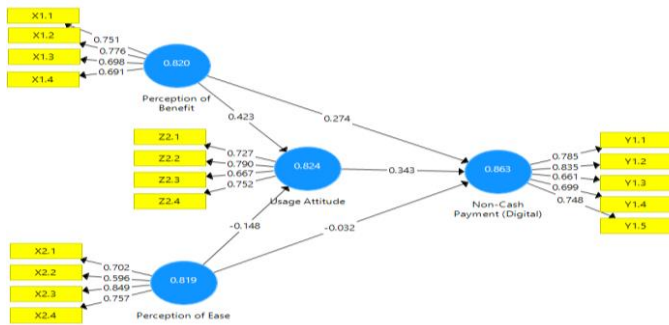 X1.1
X1.2
X1.3
X1.4
0.751
0.776
0.698
0.691
0.820
Perception of
Benefit
0.423
0.274
Z2.1
Z2.2
Z2.3
Z2.4
0.727
0.790
0.667
0.752
0.824
Usage Attitude
0.343
0.863
Non-Cash
Payment (Digital)
0.785
0.835
0.661
0.699
0.748
Y1.1
Y1.2
Y1.3
Y1.4
Y1.5
-0.148
-0.032
X2.1
X2.2
X2.3
X2.4
0.702
0.596
0.849
0.757
0.819
Perception of Ease